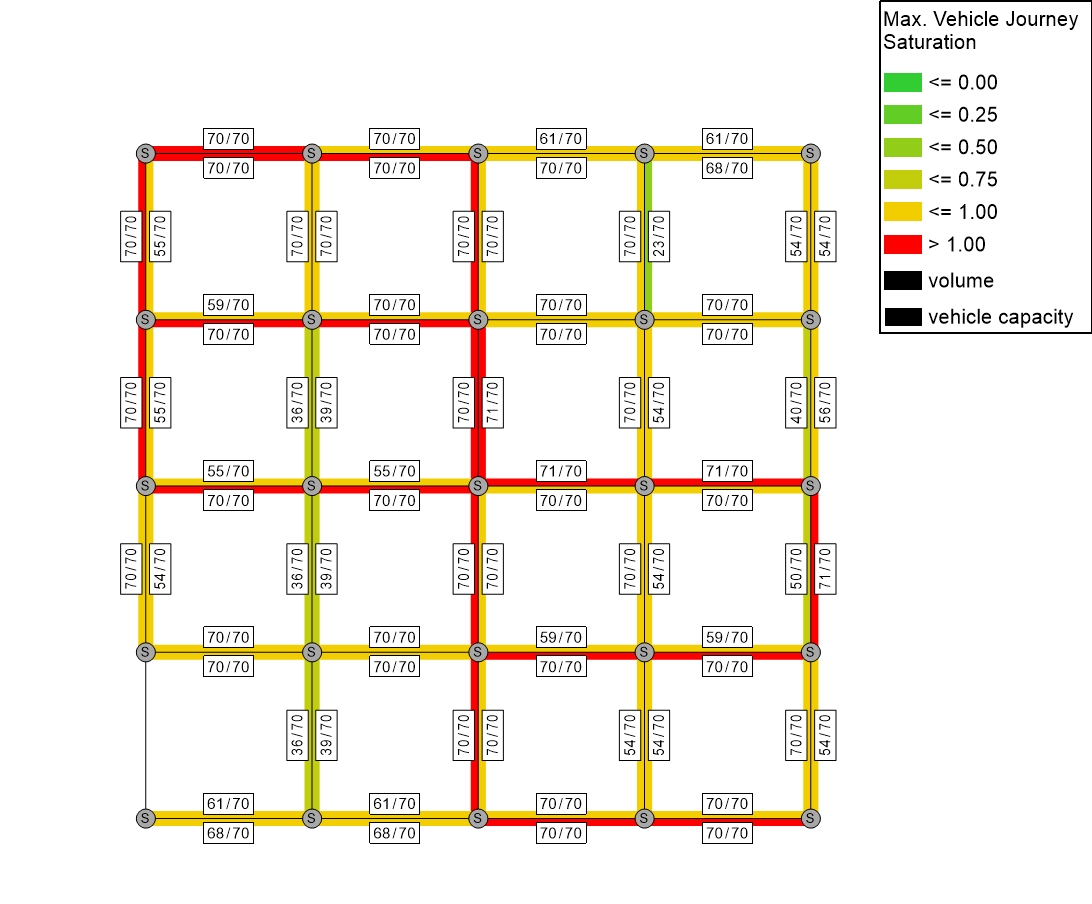 Max. Vehicle Journey
Saturation
<= 0.00
<= 0.25
<= 0.50
<= 0.75
<= 1.00
> 1.00
volume
vehicle capacity
70/70 70/70 61/70 61/70
S S S S S
70/70 70/70 70/70 68/70
70/70 55/70 70/70 70/70 70/70 70/70 70/70 23/70 54/70 54/70
59/70 70/70 70/70 70/70
S S S S S
70/70 70/70 70/70 70/70
70/70 55/70 36/70 39/70 70/70 71/70 70/70 54/70 40/70 56/70
55/70 55/70 71/70 71/70
S S S S S
70/70 70/70 70/70 70/70
70/70 54/70 36/70 39/70 70/70 70/70 70/70 54/70 50/70 71/70
70/70 70/70 59/70 59/70
S S S S S
70/70 70/70 70/70 70/70
36/70 39/70 70/70 70/70 54/70 54/70 70/70 54/70
61/70 61/70 70/70 70/70
S S S S S
68/70 68/70 70/70 70/70